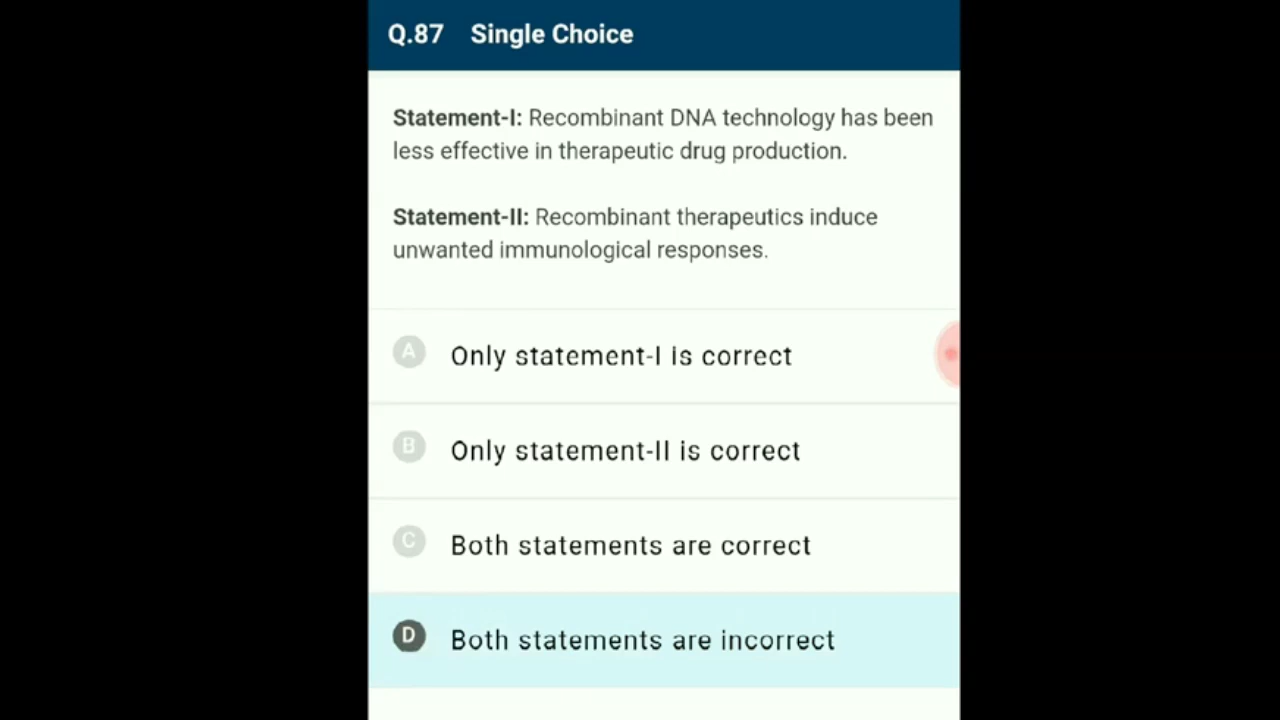 Q.87 Single Choice
Statement-I: Recombinant DNA technology has been
less effective in therapeutic drug production.
Statement-II: Recombinant therapeutics induce
unwanted immunological responses.
A Only statement-I is correct
B Only statement-II is correct
C Both statements are correct
D Both statements are incorrect